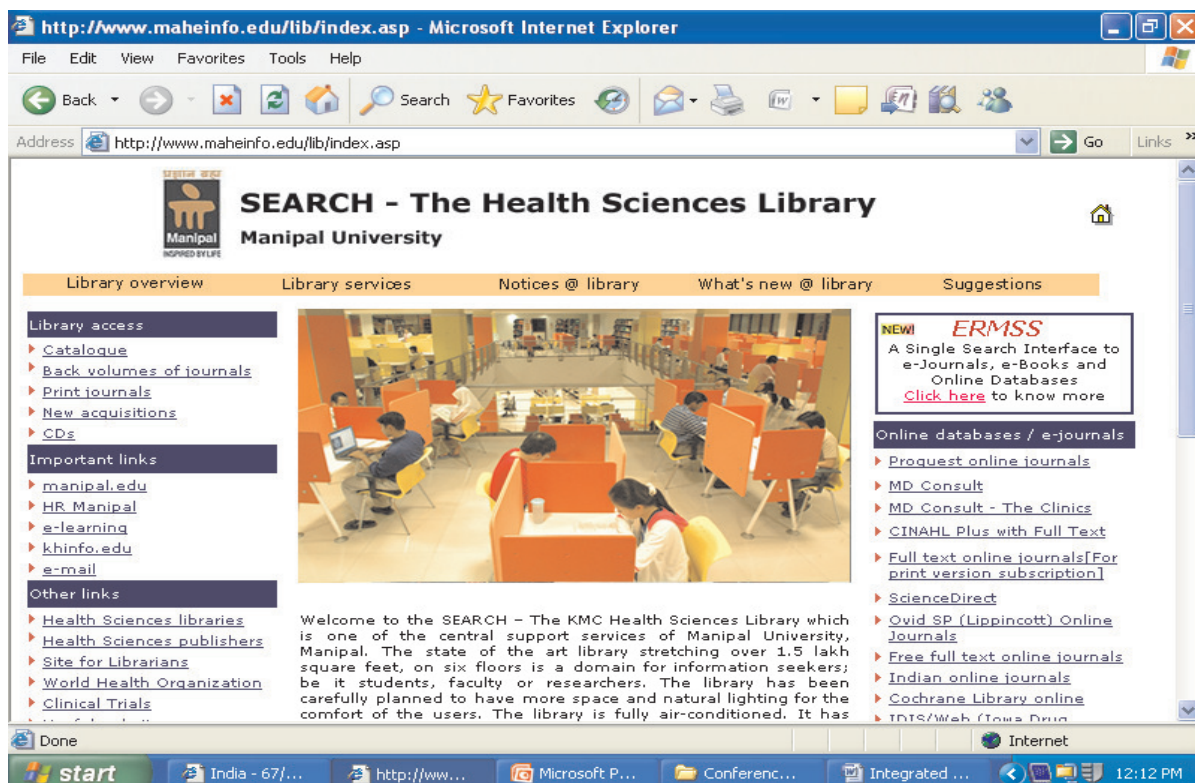 http://www.maheinfo.edu/lib/index.asp - Microsoft Internet Explorer
File Edit View Favorites Tools Help
Back Search Favorites
Address http://www.maheinfo.edu/lib/index.asp Go Links »
Manipal
INSPIRED BY LIFE
SEARCH - The Health Sciences Library
Manipal University
Library overview Library services Notices @ library What's new @ library Suggestions
Library access
Catalogue
Back volumes of journals
Print journals
New acquisitions
CDs
Important links
manipal.edu
HR Manipal
e-learning
khinfo.edu
e-mail
Other links
Health Sciences libraries
Health Sciences publishers
Site for Librarians
World Health Organization
Clinical Trials
Welcome to the SEARCH – The KMC Health Sciences Library which
is one of the central support services of Manipal University,
Manipal. The state of the art library stretching over 1.5 lakh
square feet, on six floors is a domain for information seekers;
be it students, faculty or researchers. The library has been
carefully planned to have more space and natural lighting for the
comfort of the users. The library is fully air-conditioned. It has
NEW! ERMSS
A Single Search Interface to
e-Journals, e-Books and
Online Databases
Click here to know more
Online databases / e-journals
Proquest online journals
MD Consult
MD Consult - The Clinics
CINAHL Plus with Full Text
Full text online journals[For
print version subscription]
ScienceDirect
Ovid SP (Lippincott) Online
Journals
Free full text online journals
Indian online journals
Cochrane Library online
IDIS/Web (Iowa Drug
Done Internet
start India - 67/... http://ww... Microsoft P... Conferenc... Integrated ... 12:12 PM